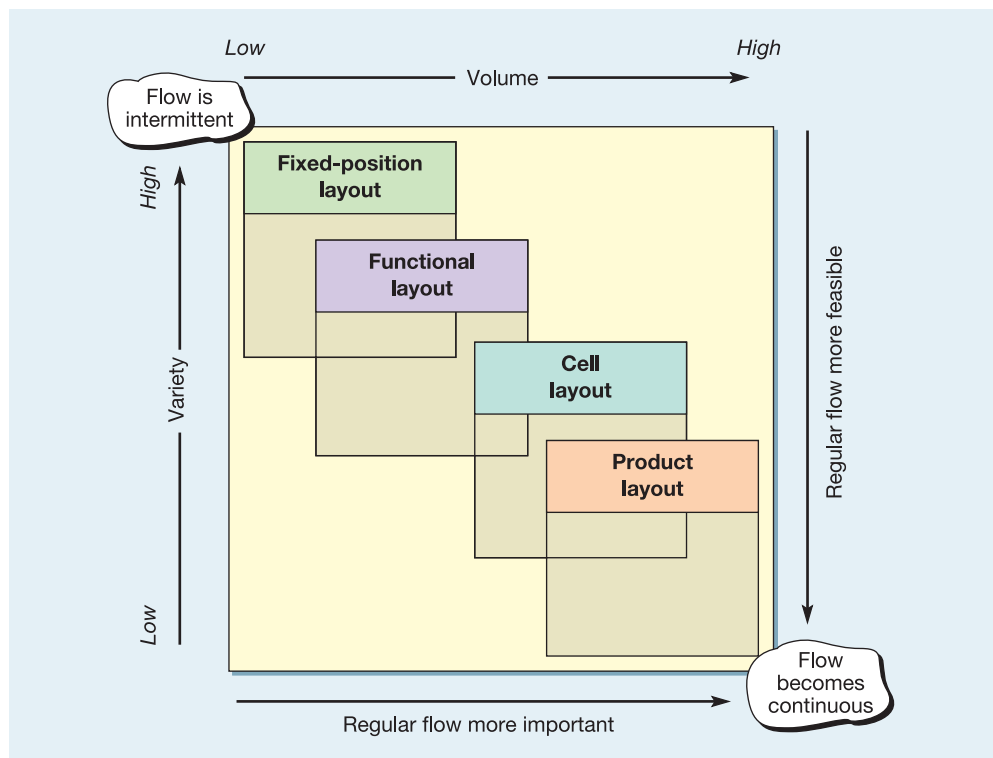 Low
High
Volume
Flow is
intermittent
Fixed-position
layout
High
Functional
layout
Regular flow more feasible
Cell
layout
Variety
Product
layout
Low
Flow
becomes
continuous
Regular flow more important